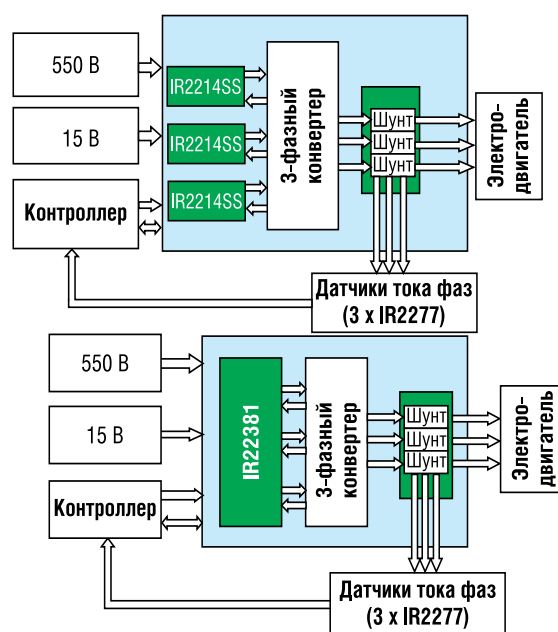 550 В
15 В
Контроллер
IR2214SS
IR2214SS
IR2214SS
3-фазный
конвертер
Шунт
Шунт
Шунт
Электро-
двигатель
Датчики тока фаз
(3 x IR2277)
550 В
15 В
Контроллер
IR22381
3-фазный
конвертер
Шунт
Шунт
Шунт
Электро-
двигатель
Датчики тока фаз
(3 x IR2277)